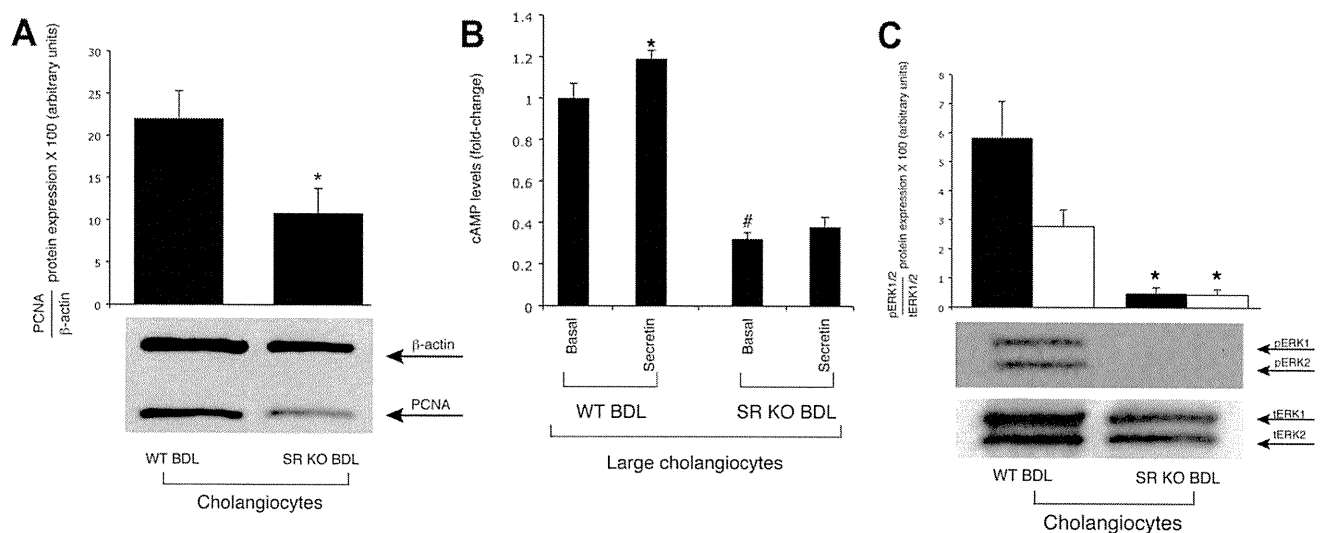 A
PCNA
β-actin
protein expression X 100 (arbitrary units)
30
25
20
15
10
5
0
*
β-actin
PCNA
WT BDL
SR KO BDL
Cholangiocytes
B
cAMP levels (fold-change)
1.4
1.2
1
0.8
0.6
0.4
0.2
0
*
#
Basal
Secretin
Basal
Secretin
WT BDL
SR KO BDL
Large cholangiocytes
C
pERK1/2
tERK1/2
protein expression X 100 (arbitrary units)
8
7
6
5
4
3
2
1
0
*
*
pERK1
pERK2
tERK1
tERK2
WT BDL
SR KO BDL
Cholangiocytes